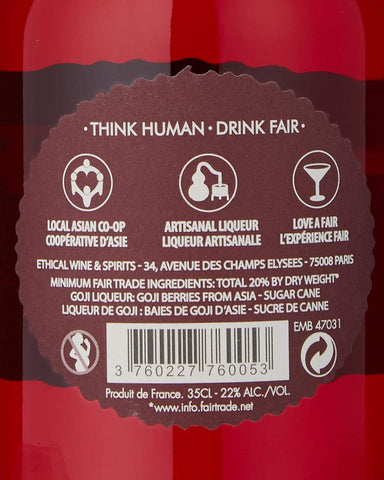 · THINK HUMAN · DRINK FAIR ·
LOCAL ASIAN CO-OP
COOPÉRATIVE D'ASIE
ARTISANAL LIQUEUR
LIQUEUR ARTISANALE
LOVE A FAIR
L'EXPÉRIENCE FAIR
ETHICAL WINE & SPIRITS - 34, AVENUE DES CHAMPS ELYSEES - 75008 PARIS
MINIMUM FAIR TRADE INGREDIENTS: TOTAL 20% BY DRY WEIGHT*
GOJI LIQUEUR: GOJI BERRIES FROM ASIA - SUGAR CANE
LIQUEUR DE GOJI : BAIES DE GOJI D'ASIE - SUCRE DE CANNE
EMB 47031
3 760227 760053
Produit de France. 35CL - 22% ALC./VOL.
*www.info.fairtrade.net